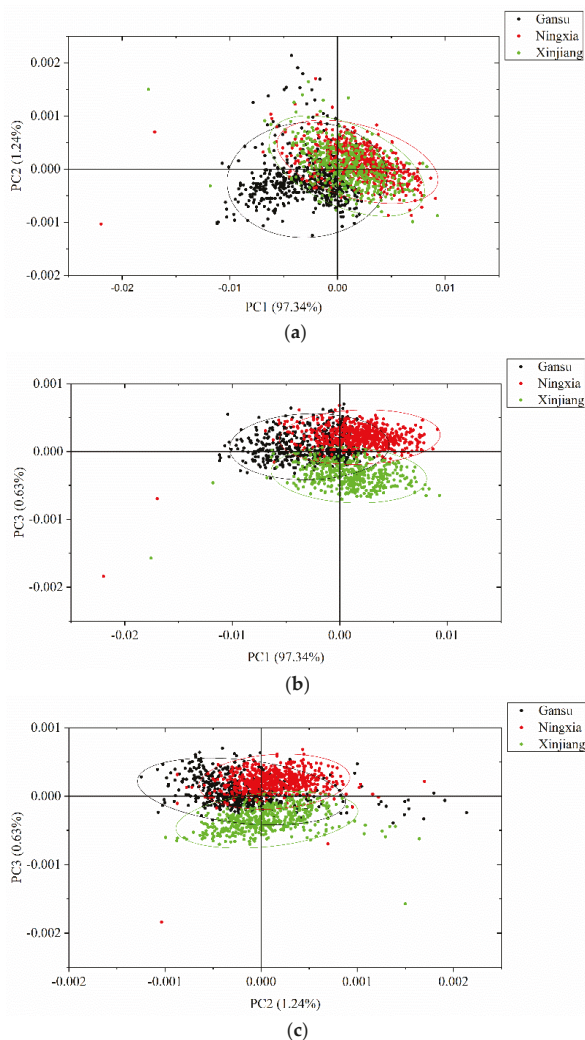 Gansu
Ningxia
Xinjiang
0.002
0.001
0.000
-0.001
-0.002
PC2 (1.24%)
-0.02
-0.01
0.00
0.01
PC1 (97.34%)
(a)
Gansu
Ningxia
Xinjiang
0.001
0.000
-0.001
-0.002
PC3 (0.63%)
-0.02
-0.01
0.00
0.01
PC1 (97.34%)
(b)
Gansu
Ningxia
Xinjiang
0.001
0.000
-0.001
-0.002
PC3 (0.63%)
-0.002
-0.001
0.000
0.001
0.002
PC2 (1.24%)
(c)